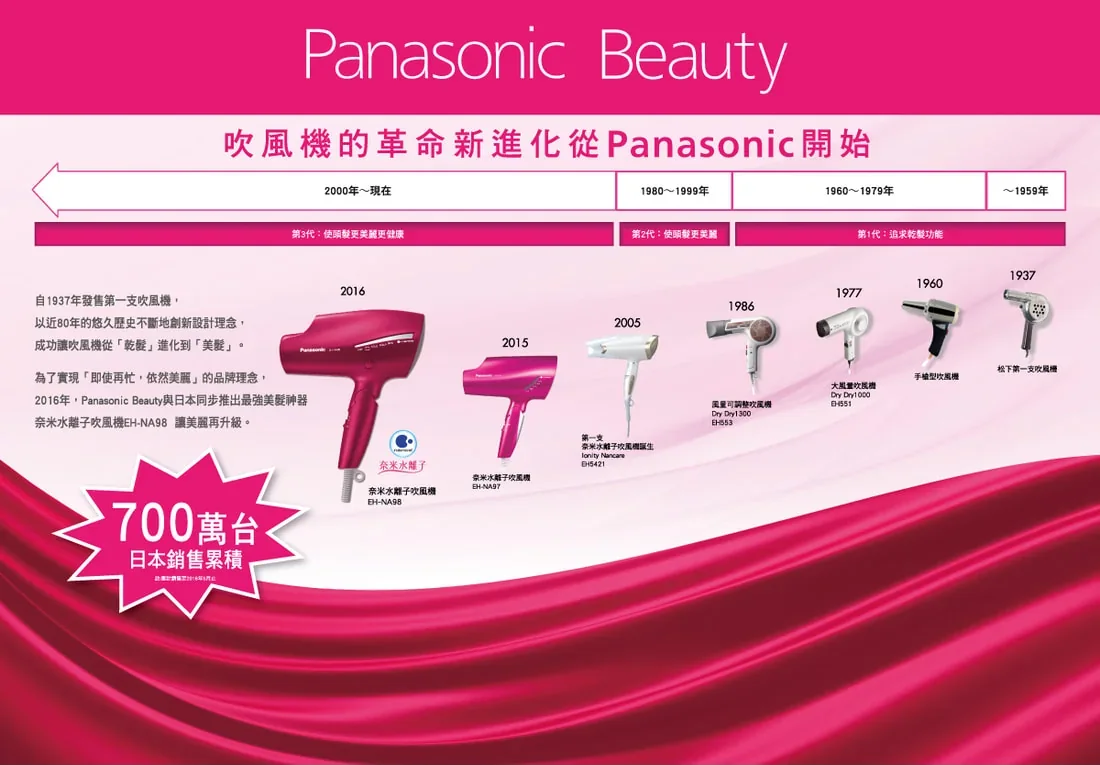 Panasonic Beauty
吹風機的革命新進化從Panasonic開始
2000年～現在
1980～1999年
1960～1979年
～1959年
第3代：使頭髮更美麗更健康
第2代：使頭髮更美麗
第1代：追求乾髮功能
自1937年發售第一支吹風機，
以近80年的悠久歷史不斷地創新設計理念，
成功讓吹風機從「乾髮」進化到「美髮」。
為了實現「即使再忙，依然美麗」的品牌理念，
2016年，Panasonic Beauty與日本同步推出最強美髮神器
奈米水離子吹風機EH-NA98 讓美麗再升級。
2016
Panasonic
奈米水離子
奈米水離子吹風機
EH-NA98
2015
奈米水離子吹風機
EH-NA97
2005
第一支
奈米水離子吹風機誕生
Ionity Nancare
EH5421
1986
風量可調整吹風機
Dry Dry1300
EH553
1977
大風量吹風機
Dry Dry1000
EH551
1960
手槍型吹風機
1937
松下第一支吹風機
700萬台
日本銷售累積